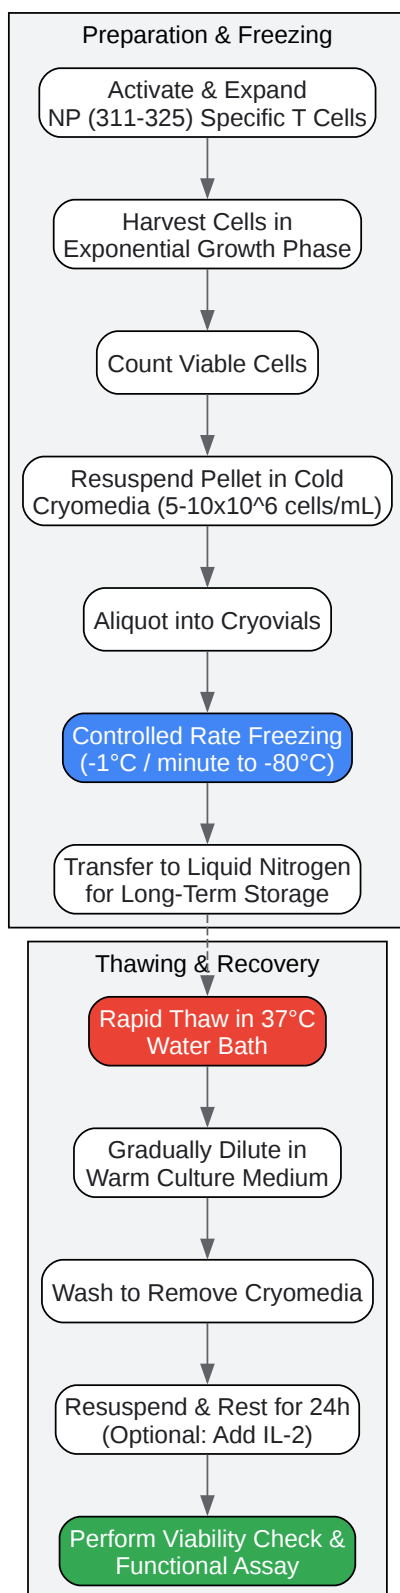 Preparation & Freezing
Activate & Expand
NP (311-325) Specific T Cells
Harvest Cells in
Exponential Growth Phase
Count Viable Cells
Resuspend Pellet in Cold
Cryomedia (5-10x10^6 cells/mL)
Aliquot into Cryovials
Controlled Rate Freezing
(-1°C / minute to -80°C)
Transfer to Liquid Nitrogen
for Long-Term Storage
Thawing & Recovery
Rapid Thaw in 37°C
Water Bath
Gradually Dilute in
Warm Culture Medium
Wash to Remove Cryomedia
Resuspend & Rest for 24h
(Optional: Add IL-2)
Perform Viability Check &
Functional Assay